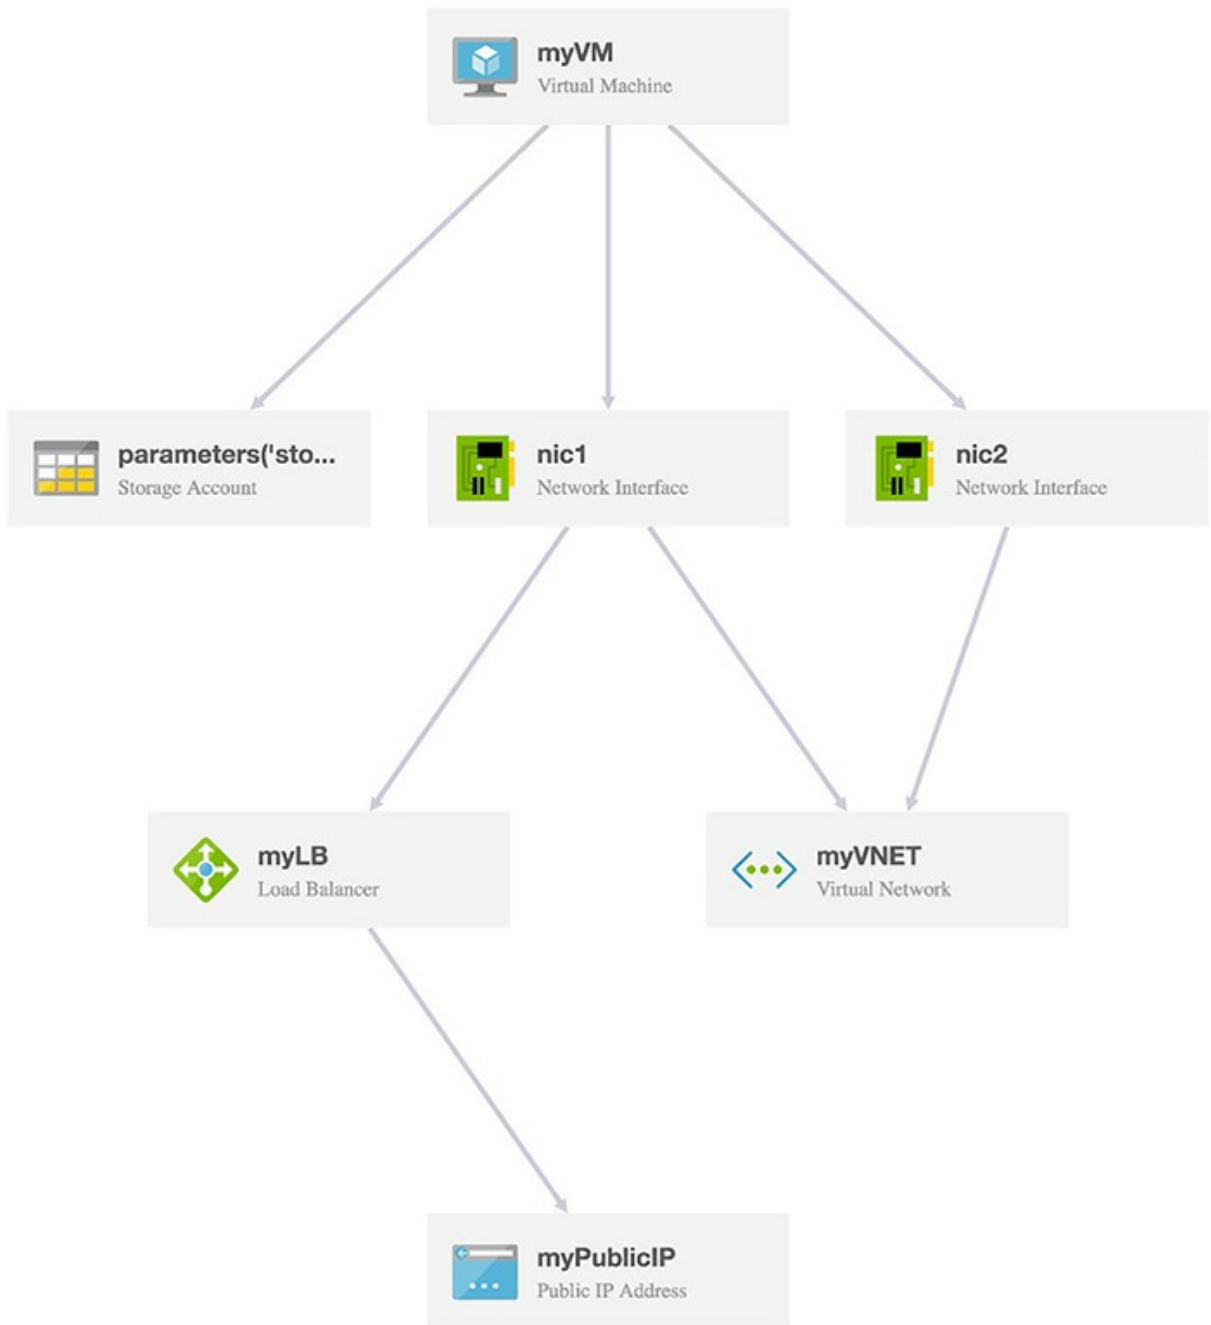 myVM
Virtual Machine
parameters('sto...
Storage Account
nic1
Network Interface
nic2
Network Interface
myLB
Load Balancer
myVNET
Virtual Network
myPublicIP
Public IP Address